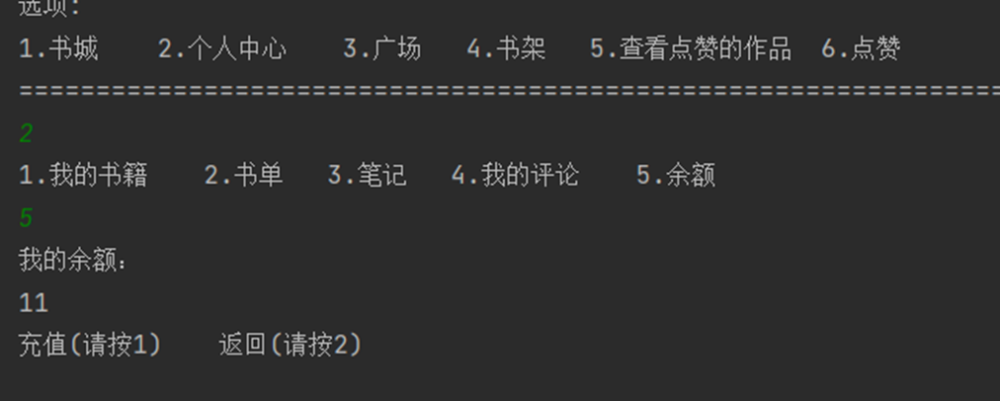 选项:
1.书城    2.个人中心    3.广场   4.书架   5.查看点赞的作品  6.点赞
==================================================================
2
1.我的书籍    2.书单   3.笔记   4.我的评论    5.余额
5
我的余额:
11
充值(请按1)    返回(请按2)